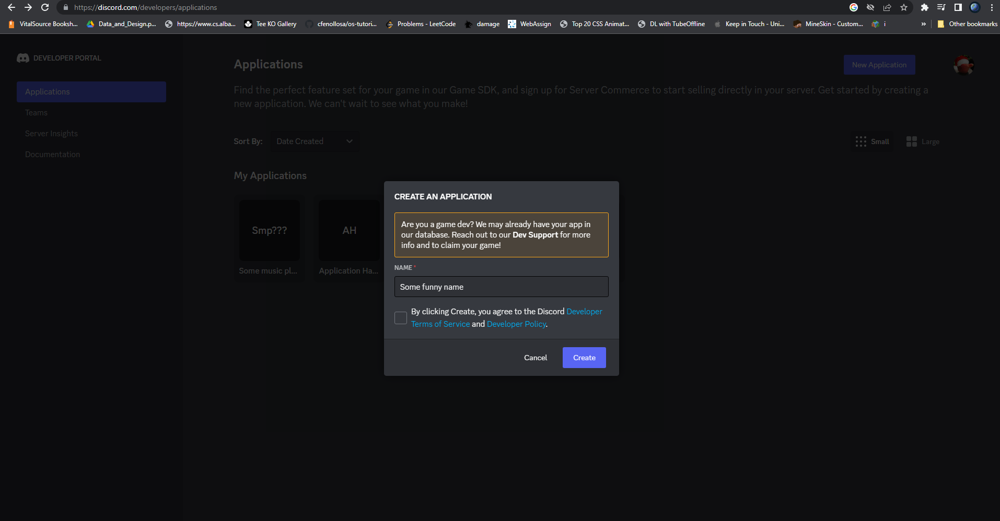 https://discord.com/developers/applications
VitalSource Booksh... Data_and_Design.p... https://www.cs.alba... Tee KO Gallery cfenollosa/os-tutori... Problems - LeetCode damage WebAssign Top 20 CSS Animat... DL with TubeOffline Keep in Touch - Uni... MineSkin - Custom... i » Other bookmarks
DEVELOPER PORTAL
Applications
Teams
Server Insights
Documentation
Applications
New Application
Find the perfect feature set for your game in our Game SDK, and sign up for Server Commerce to start selling directly in your server. Get started by creating a
new application. We can't wait to see what you make!
Sort By: Date Created
Small Large
My Applications
Smp???
Some music pl...
AH
Application Ha...
CREATE AN APPLICATION
Are you a game dev? We may already have your app in
our database. Reach out to our Dev Support for more
info and to claim your game!
NAME *
Some funny name
By clicking Create, you agree to the Discord Developer
Terms of Service and Developer Policy.
Cancel Create